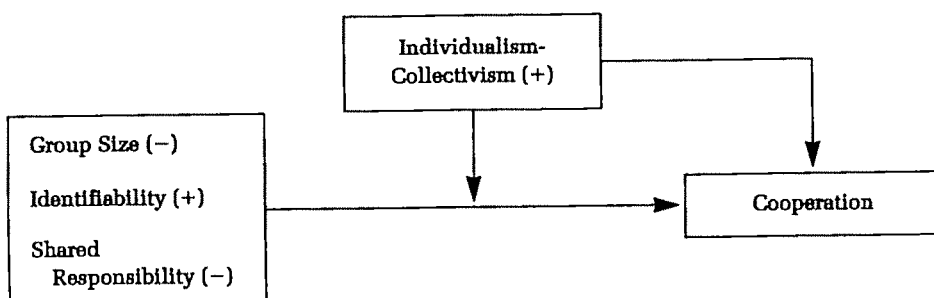 Individualism-
Collectivism (+)
Group Size (−)
Identifiability (+)
Shared
Responsibility (−)
Cooperation